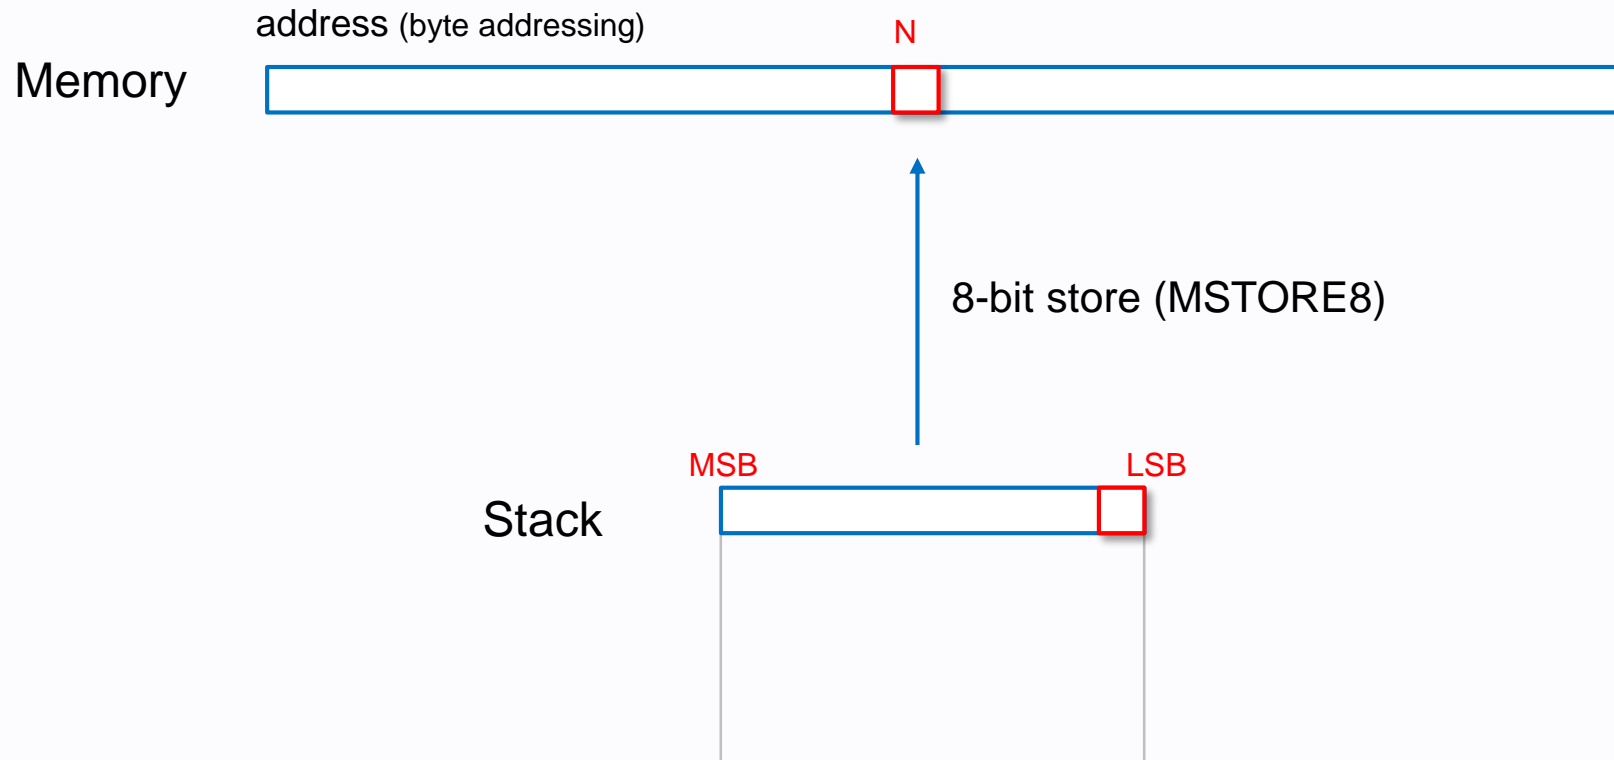 address (byte addressing)
N
Memory
8-bit store (MSTORE8)
MSB
LSB
Stack